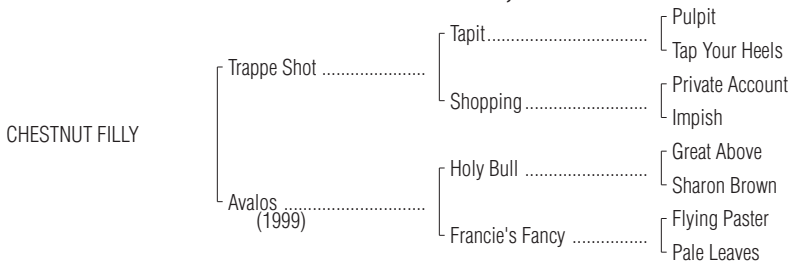 Pulpit
Tapit
Tap Your Heels
Trappe Shot
Private Account
Shopping
Impish
CHESTNUT FILLY
Great Above
Holy Bull
Sharon Brown
Avalos
(1999)
Flying Paster
Francie's Fancy
Pale Leaves